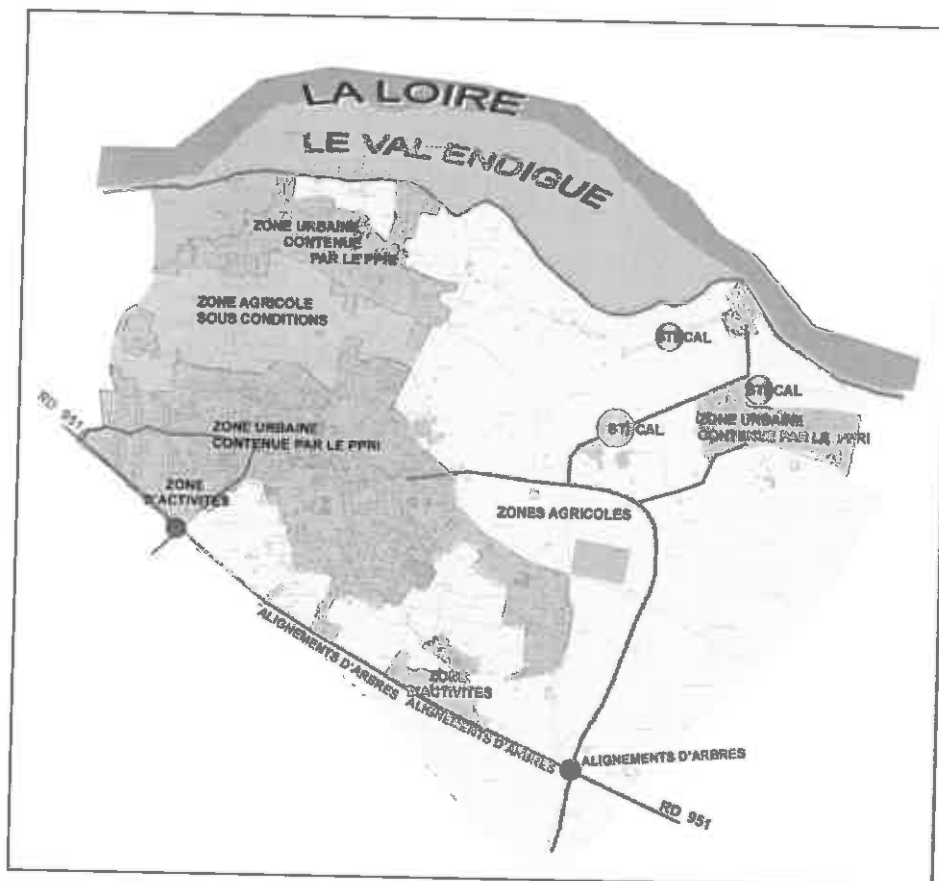 LA LOIRE
LE VAL ENDIGUE
ZONE URBAINE
CONTENUE
PAR LE PPRI
ZONE AGRICOLE
SOUS CONDITIONS
STECAL
STECAL
STECAL
ZONE URBAINE
CONTENUE PAR LE PPRI
RD 951
ZONE URBAINE
CONTENUE PAR LE PPRI
ZONE
D'ACTIVITES
ZONES AGRICOLES
ALIGNEMENTS D'ARBRES
ZONE
D'ACTIVITES
ALIGNEMENTS D'ARBRES
ALIGNEMENTS D'ARBRES
RD 951